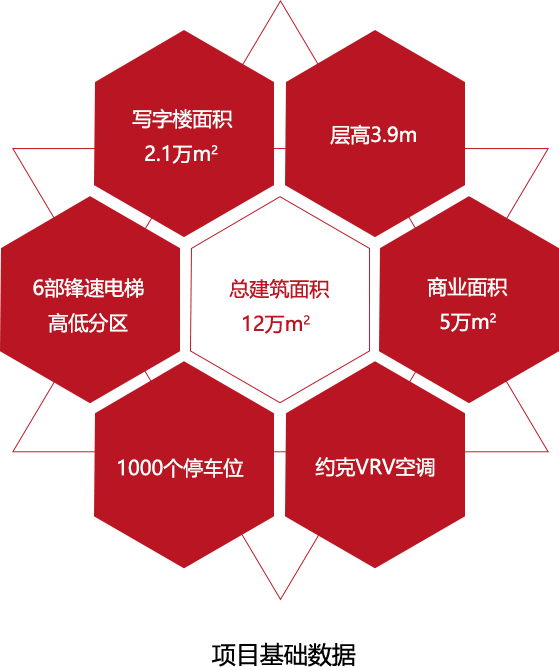 写字楼面积
2.1万m²
层高3.9m
6部锋速电梯
高低分区
总建筑面积
12万m²
商业面积
5万m²
1000个停车位
约克VRV空调
项目基础数据